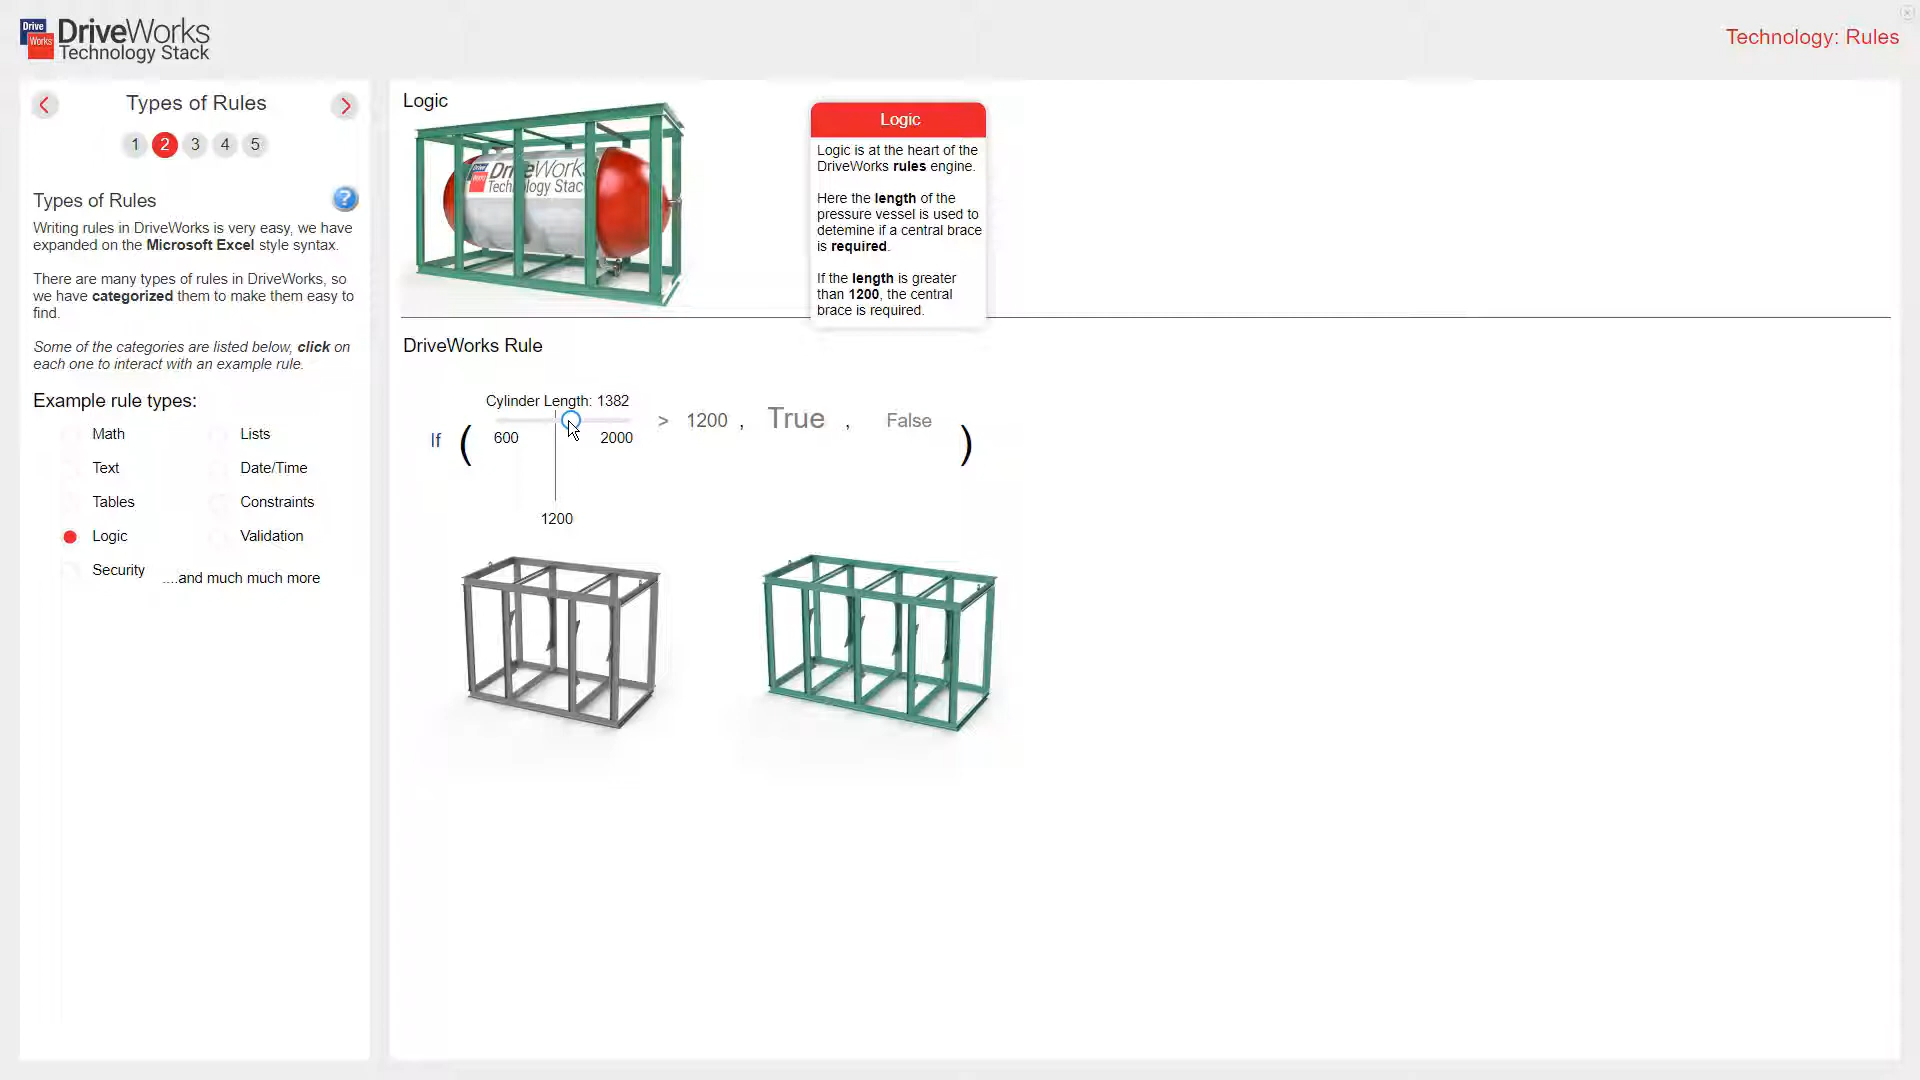 Drive
Works
DriveWorks
Technology Stack
Technology: Rules
Types of Rules
1 2 3 4 5
Types of Rules
?
Writing rules in DriveWorks is very easy, we have
expanded on the Microsoft Excel style syntax.
There are many types of rules in DriveWorks, so
we have categorized them to make them easy to
find.
Some of the categories are listed below, click on
each one to interact with an example rule.
Example rule types:
Math
Lists
Text
Date/Time
Tables
Constraints
Logic
Validation
Security
....and much much more
Logic
Logic
Logic is at the heart of the
DriveWorks rules engine.
Here the length of the
pressure vessel is used to
detemine if a central brace
is required.
If the length is greater
than 1200, the central
brace is required.
DriveWorks Rule
Cylinder Length: 1382
If ( 600 2000 > 1200 , True , False )
1200